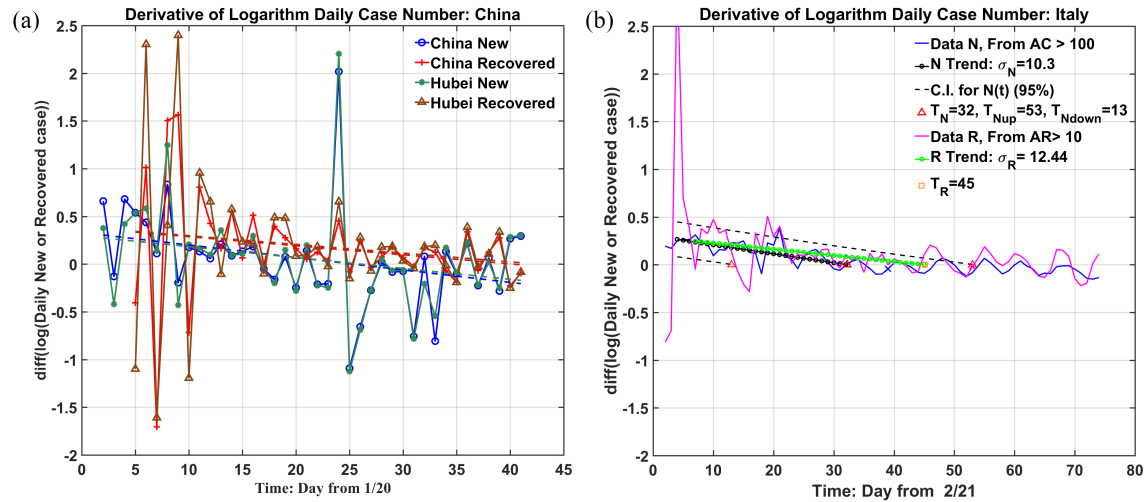 (a)
Derivative of Logarithm Daily Case Number: China
diff(log(Daily New or Recovered case))
2.5
2
1.5
1
0.5
0
-0.5
-1
-1.5
-2
China New
China Recovered
Hubei New
Hubei Recovered
0 5 10 15 20 25 30 35 40 45
Time: Day from 1/20
(b)
Derivative of Logarithm Daily Case Number: Italy
diff(log(Daily New or Recovered case))
2.5
2
1.5
1
0.5
0
-0.5
-1
-1.5
-2
Data N, From AC > 100
N Trend: σN=10.3
C.I. for N(t) (95%)
TN=32, TNup=53, TNdown=13
Data R, From AR> 10
R Trend: σR= 12.44
TR=45
0 10 20 30 40 50 60 70 80
Time: Day from 2/21